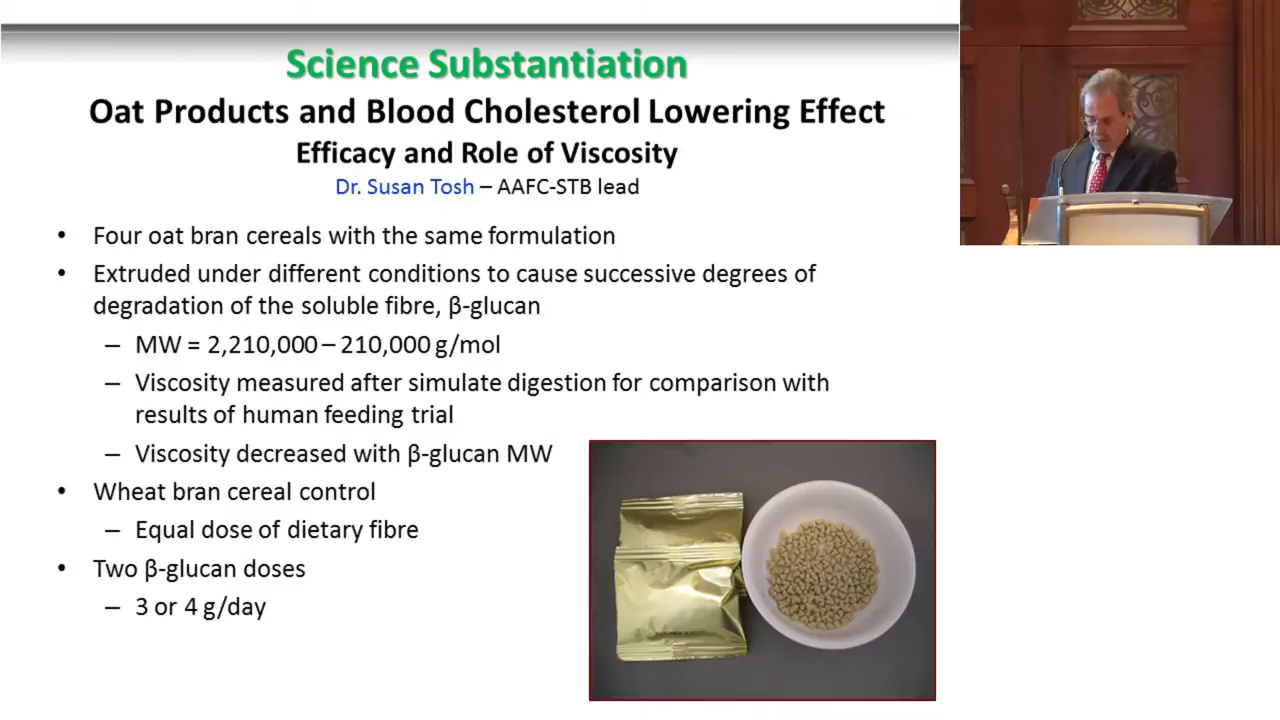 Science Substantiation
Oat Products and Blood Cholesterol Lowering Effect
Efficacy and Role of Viscosity
Dr. Susan Tosh – AAFC-STB lead
• Four oat bran cereals with the same formulation
• Extruded under different conditions to cause successive degrees of
degradation of the soluble fibre, β-glucan
– MW = 2,210,000 – 210,000 g/mol
– Viscosity measured after simulate digestion for comparison with
results of human feeding trial
– Viscosity decreased with β-glucan MW
• Wheat bran cereal control
– Equal dose of dietary fibre
• Two β-glucan doses
– 3 or 4 g/day